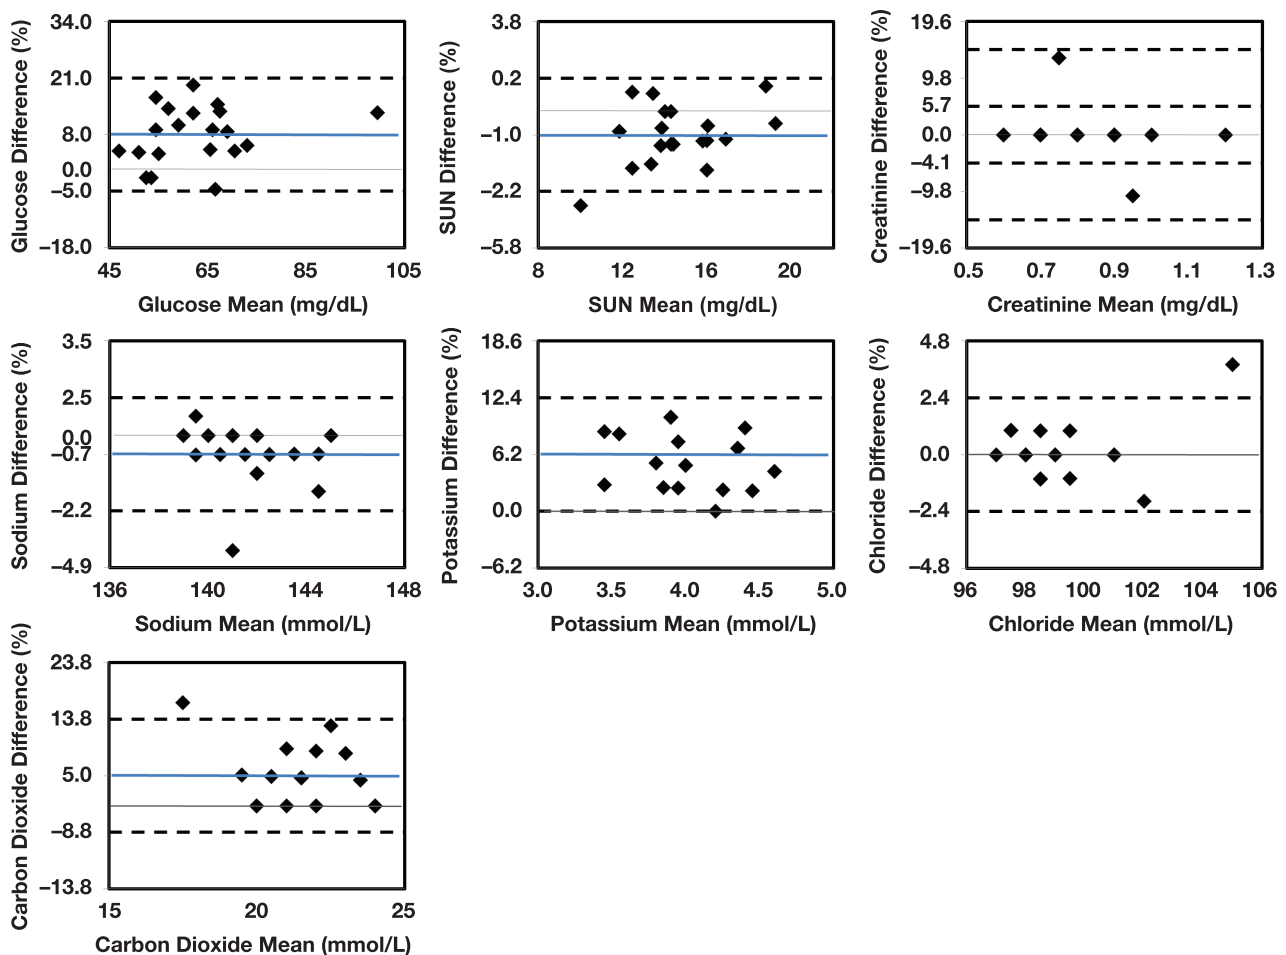 Glucose Difference (%)
34.0
21.0
8.0
0.0
−5.0
−18.0
45 65 85 105
Glucose Mean (mg/dL)
SUN Difference (%)
3.8
0.2
−1.0
−2.2
−5.8
8 12 16 20
SUN Mean (mg/dL)
Creatinine Difference (%)
19.6
9.8
5.7
0.0
−4.1
−9.8
−19.6
0.5 0.7 0.9 1.1 1.3
Creatinine Mean (mg/dL)
Sodium Difference (%)
3.5
2.5
0.0
−0.7
−2.2
−4.9
136 140 144 148
Sodium Mean (mmol/L)
Potassium Difference (%)
18.6
12.4
6.2
0.0
−6.2
3.0 3.5 4.0 4.5 5.0
Potassium Mean (mmol/L)
Chloride Difference (%)
4.8
2.4
0.0
−2.4
−4.8
96 98 100 102 104 106
Chloride Mean (mmol/L)
Carbon Dioxide Difference (%)
23.8
13.8
5.0
−8.8
−13.8
15 20 25
Carbon Dioxide Mean (mmol/L)